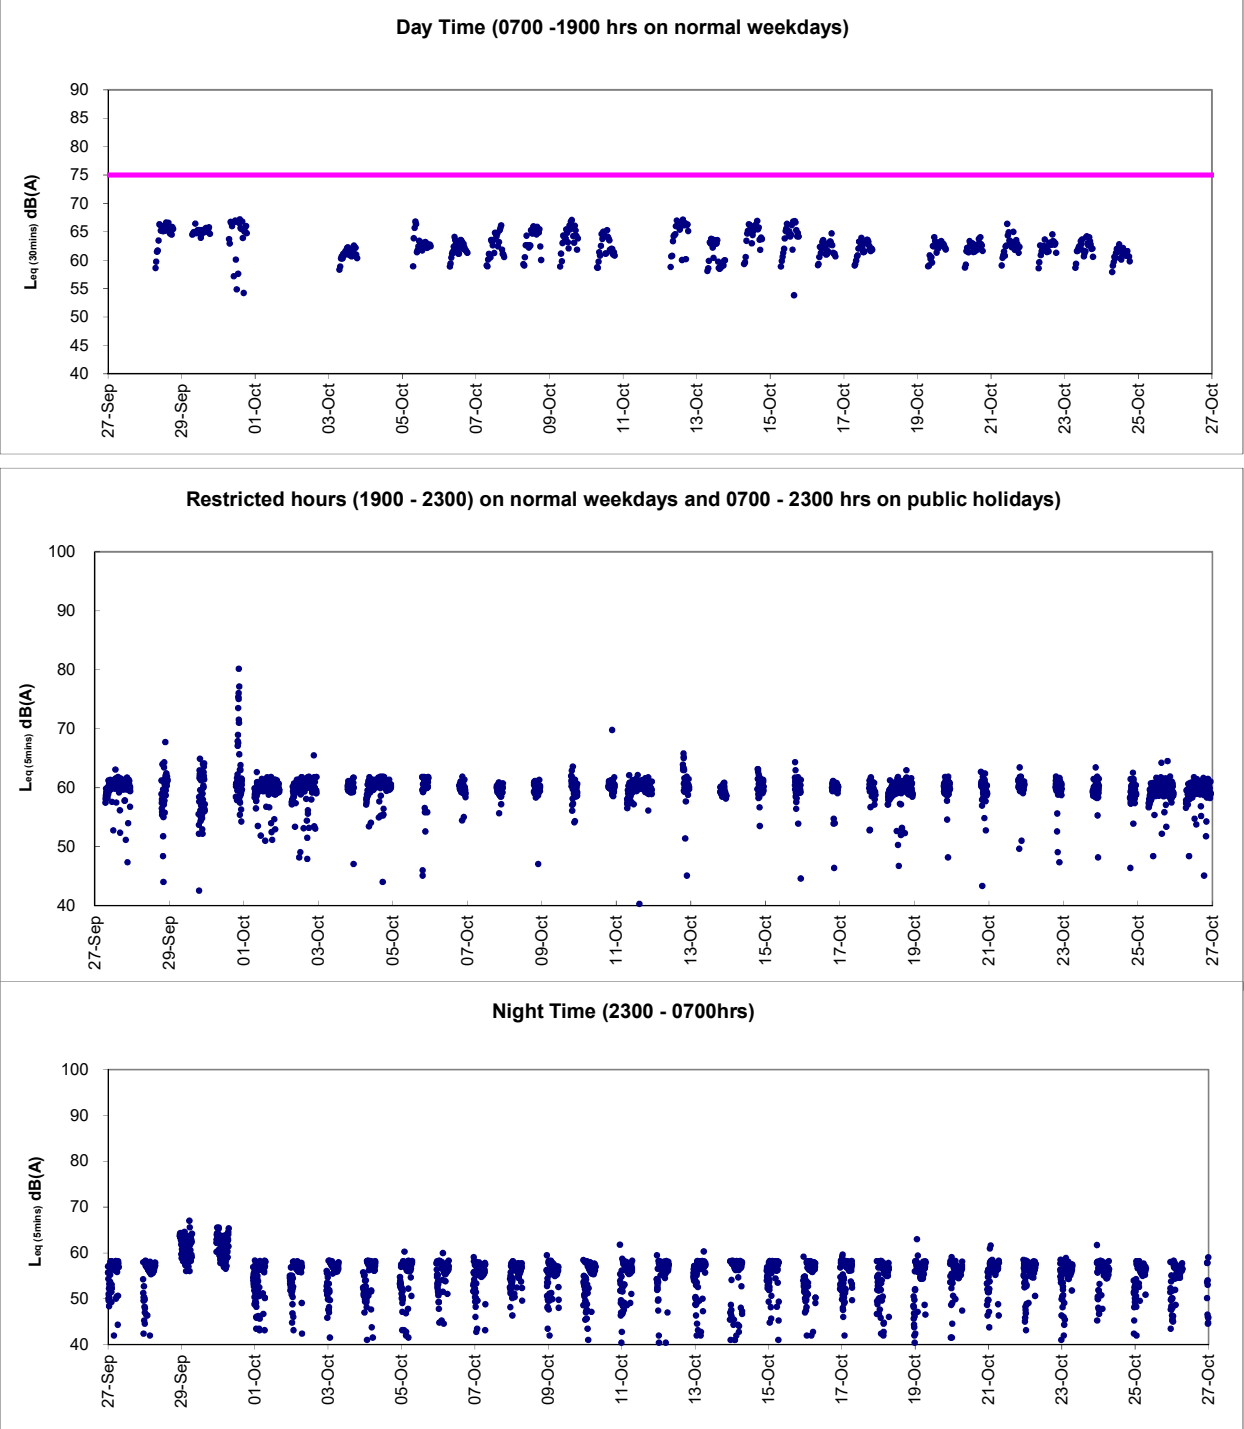 Day Time (0700 -1900 hrs on normal weekdays)
90
85
80
75
70
65
60
55
50
45
40
Leq (30mins) dB(A)
27-Sep
29-Sep
01-Oct
03-Oct
05-Oct
07-Oct
09-Oct
11-Oct
13-Oct
15-Oct
17-Oct
19-Oct
21-Oct
23-Oct
25-Oct
27-Oct
Restricted hours (1900 - 2300) on normal weekdays and 0700 - 2300 hrs on public holidays)
100
90
80
70
60
50
40
Leq (5mins) dB(A)
27-Sep
29-Sep
01-Oct
03-Oct
05-Oct
07-Oct
09-Oct
11-Oct
13-Oct
15-Oct
17-Oct
19-Oct
21-Oct
23-Oct
25-Oct
27-Oct
Night Time (2300 - 0700hrs)
100
90
80
70
60
50
40
Leq (5mins) dB(A)
27-Sep
29-Sep
01-Oct
03-Oct
05-Oct
07-Oct
09-Oct
11-Oct
13-Oct
15-Oct
17-Oct
19-Oct
21-Oct
23-Oct
25-Oct
27-Oct